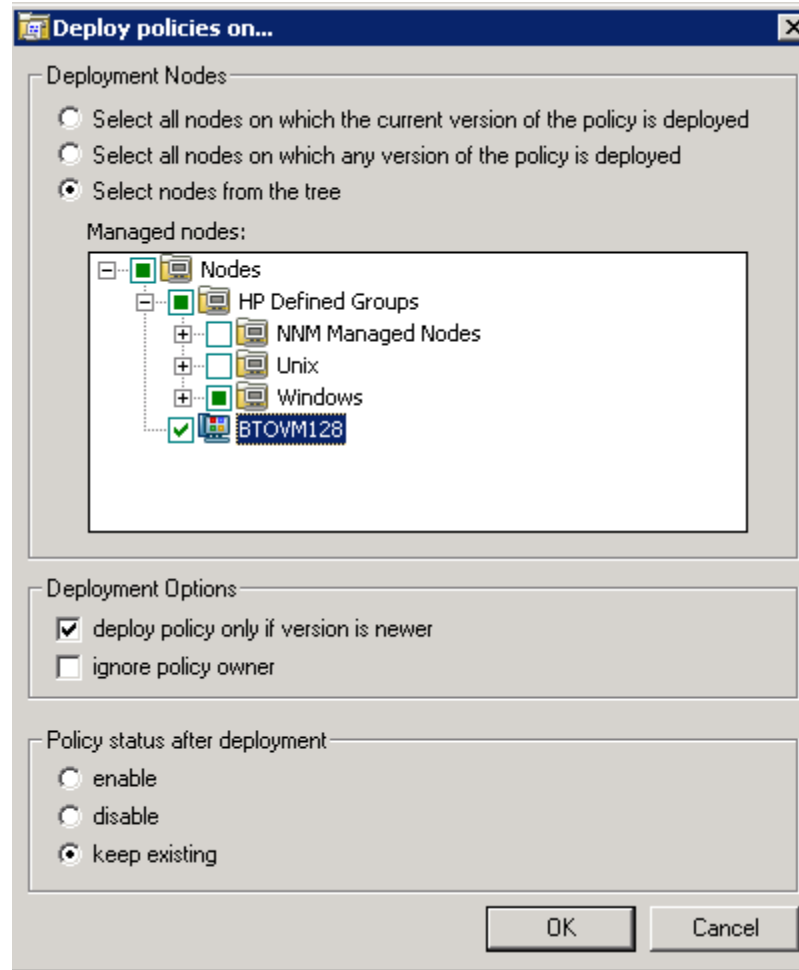 Deploy policies on...
Deployment Nodes
Select all nodes on which the current version of the policy is deployed
Select all nodes on which any version of the policy is deployed
Select nodes from the tree
Managed nodes:
Nodes
HP Defined Groups
NNM Managed Nodes
Unix
Windows
BTOVM128
Deployment Options
deploy policy only if version is newer
ignore policy owner
Policy status after deployment
enable
disable
keep existing
OK Cancel